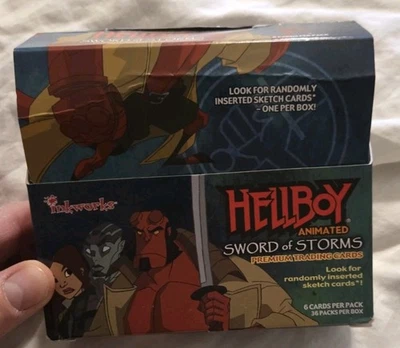 LOOK FOR RANDOMLY
INSERTED SKETCH CARDS*
- ONE PER BOX!
inkworks
HELLBOY
ANIMATED
SWORD of STORMS
PREMIUM TRADING CARDS
Look for
randomly inserted
sketch cards*!
6 CARDS PER PACK
36 PACKS PER BOX